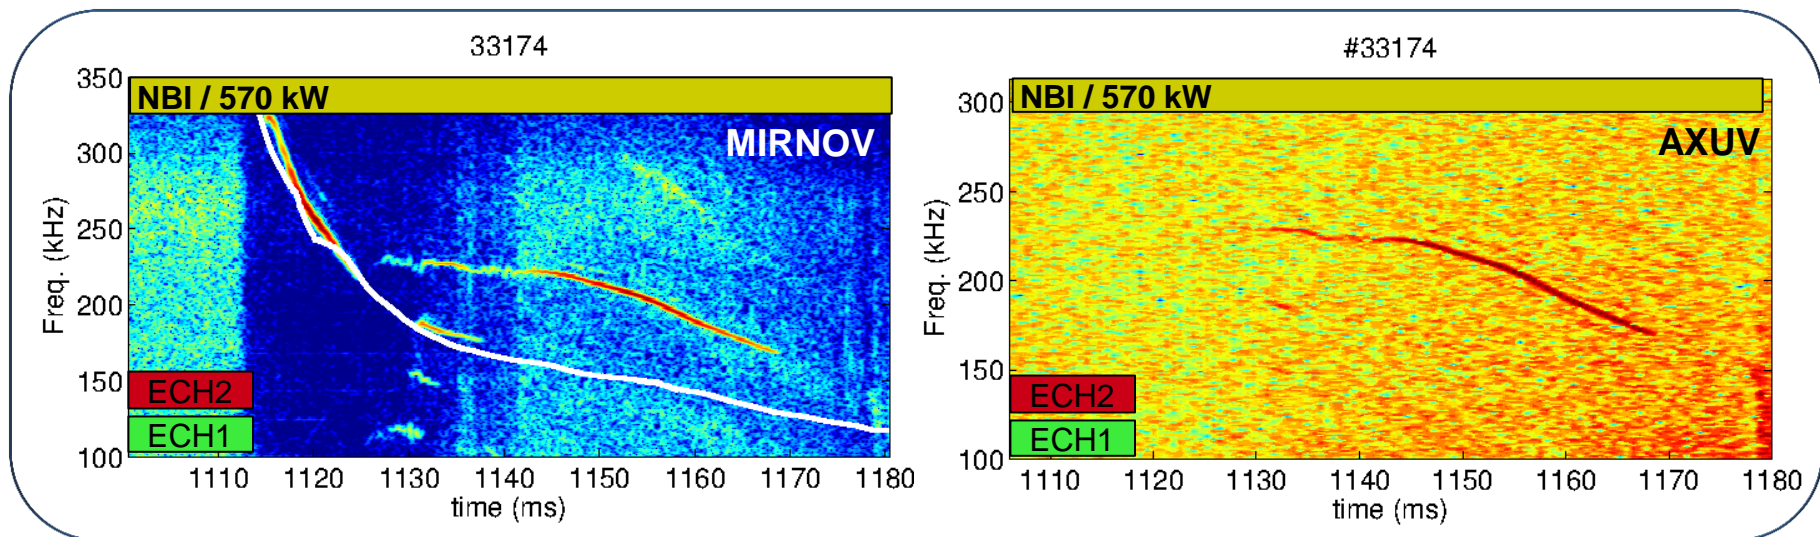 33174
350
NBI / 570 kW
MIRNOV
300
250
200
150
100
Freq. (kHz)
ECH2
ECH1
1110 1120 1130 1140 1150 1160 1170 1180
time (ms)
#33174
NBI / 570 kW
AXUV
300
250
200
150
100
Freq. (kHz)
ECH2
ECH1
1110 1120 1130 1140 1150 1160 1170 1180
time (ms)